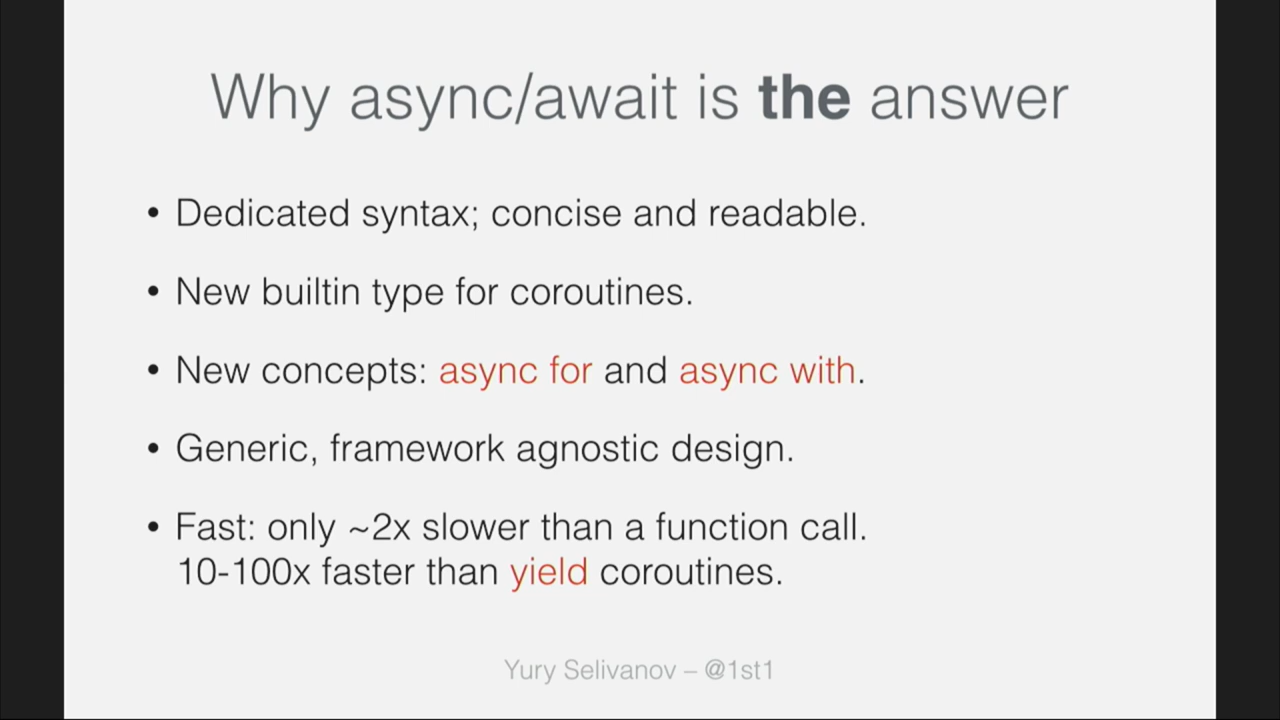 Why async/await is the answer
• Dedicated syntax; concise and readable.
• New builtin type for coroutines.
• New concepts: async for and async with.
• Generic, framework agnostic design.
• Fast: only ~2x slower than a function call.
10-100x faster than yield coroutines.
Yury Selivanov – @1st1